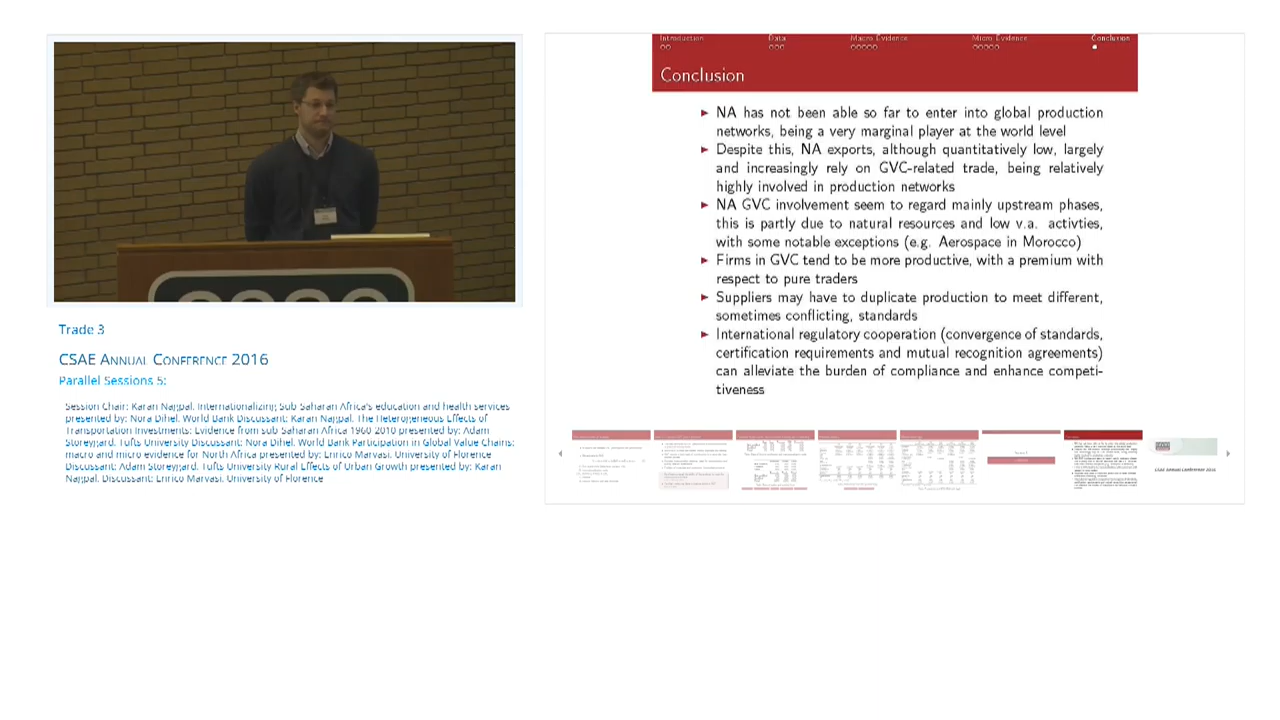 Introduction
Data
Macro Evidence
Micro Evidence
Conclusion
Conclusion
► NA has not been able so far to enter into global production
networks, being a very marginal player at the world level
► Despite this, NA exports, although quantitatively low, largely
and increasingly rely on GVC-related trade, being relatively
highly involved in production networks
► NA GVC involvement seem to regard mainly upstream phases,
this is partly due to natural resources and low v.a. activties,
with some notable exceptions (e.g. Aerospace in Morocco)
► Firms in GVC tend to be more productive, with a premium with
respect to pure traders
► Suppliers may have to duplicate production to meet different,
sometimes conflicting, standards
► International regulatory cooperation (convergence of standards,
certification requirements and mutual recognition agreements)
can alleviate the burden of compliance and enhance competi-
tiveness
Trade 3
CSAE Annual Conference 2016
Parallel Sessions 5:
Session Chair: Karan Nagpal. Internationalizing Sub Saharan Africa's education and health services
presented by: Nora Dihel, World Bank Discussant: Karan Nagpal. The Heterogeneous Effects of
Transportation Investments: Evidence from sub Saharan Africa 1960 2010 presented by: Adam
Storeygard, Tufts University Discussant: Nora Dihel, World Bank Participation in Global Value Chains:
macro and micro evidence for North Africa presented by: Enrico Marvasi, University of Florence
Discussant: Adam Storeygard, Tufts University Rural Effects of Urban Growth presented by: Karan
Nagpal. Discussant: Enrico Marvasi, University of Florence
CSAE Annual Conference 2016